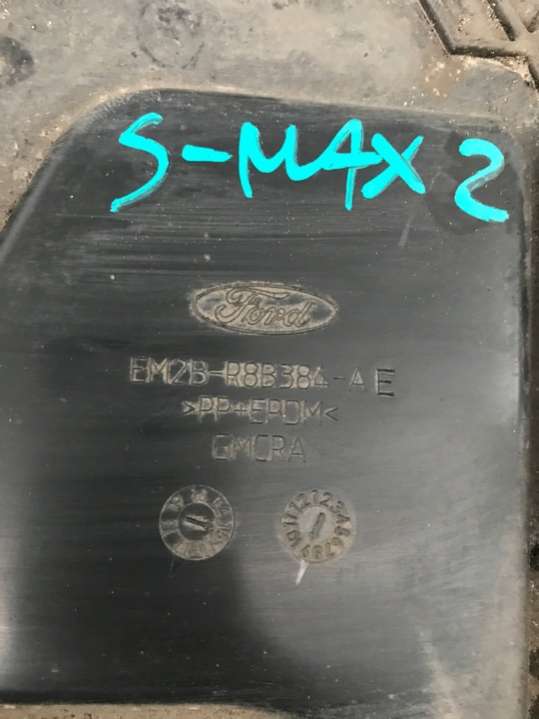 S-MAX 2
Ford
EM2B-R8B384-AE
>PP+EPDM<
GMCRA